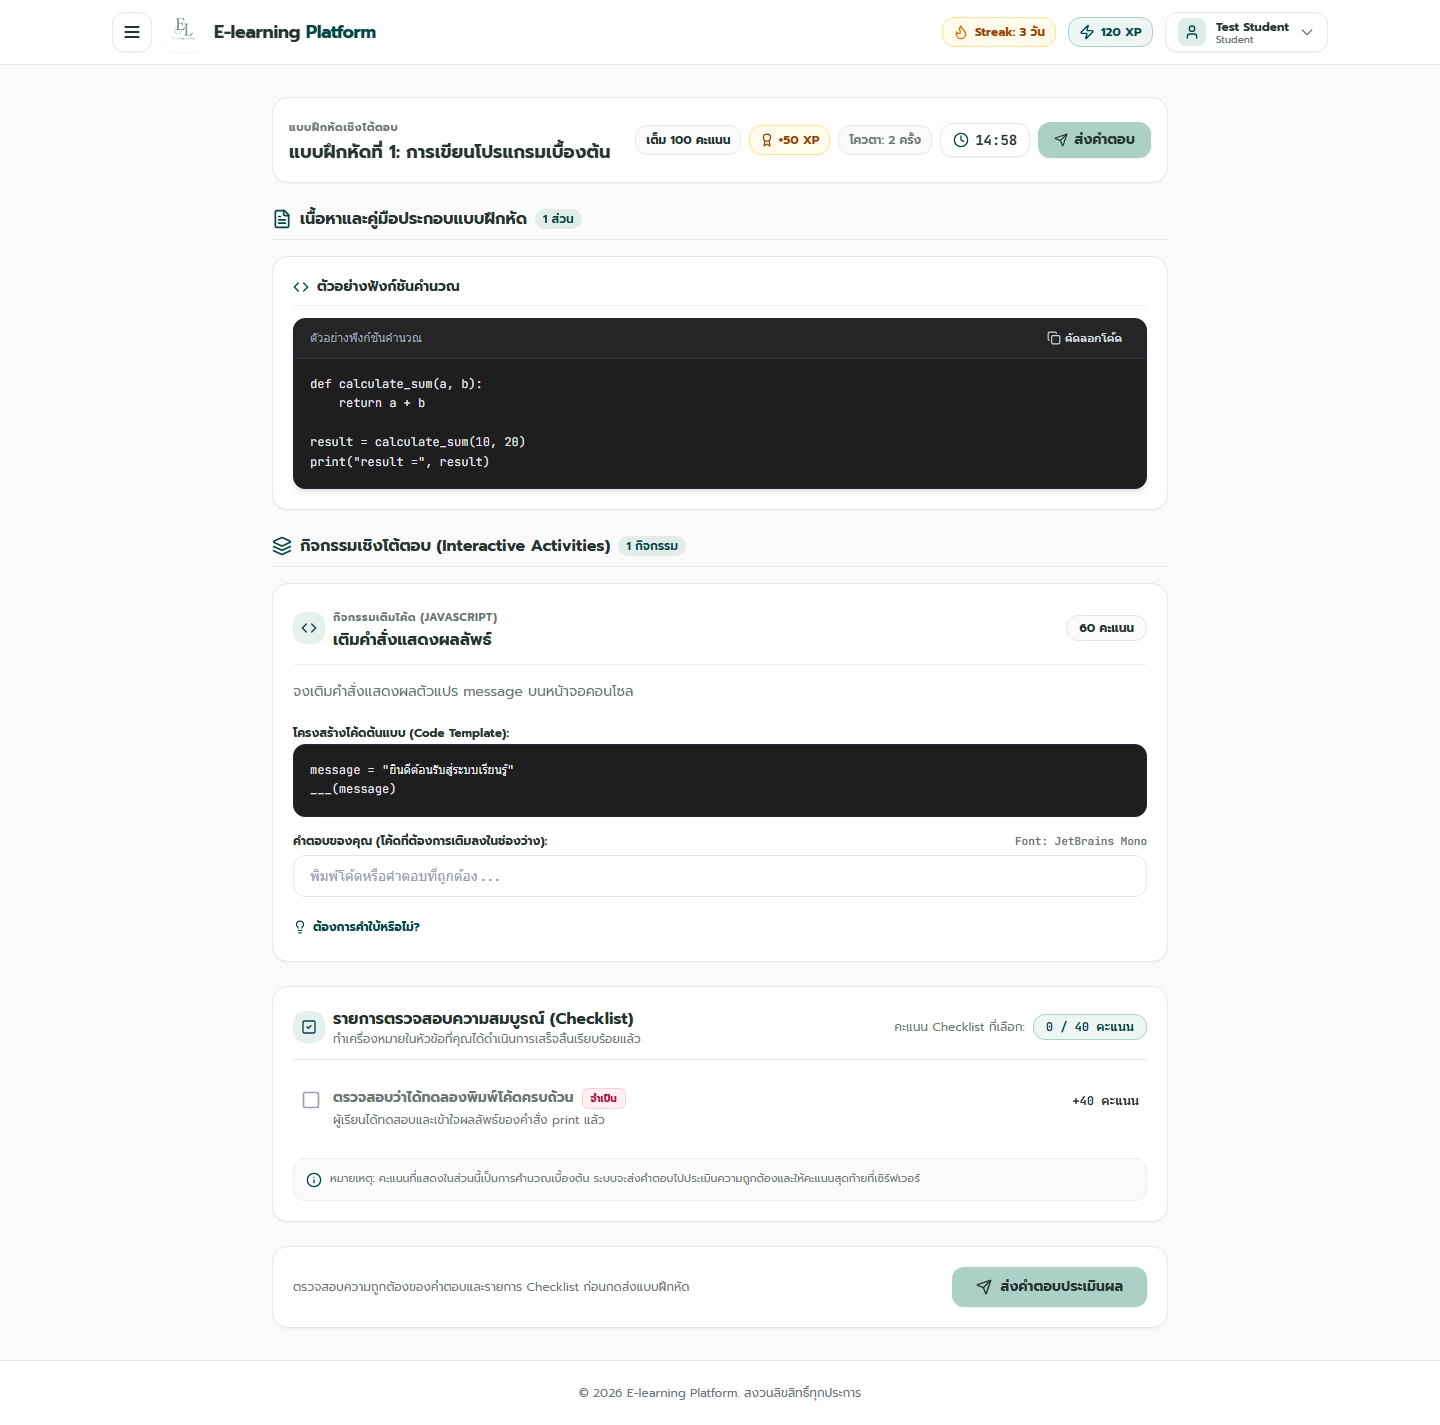 EL
E-learning Platform
Streak: 3 วัน
120 XP
Test Student
Student
แบบฝึกหัดเชิงโต้ตอบ
แบบฝึกหัดที่ 1: การเขียนโปรแกรมเบื้องต้น
เต็ม 100 คะแนน
+50 XP
โควตา: 2 ครั้ง
14:58
ส่งคำตอบ
เนื้อหาและคู่มือประกอบแบบฝึกหัด
1 ส่วน
ตัวอย่างฟังก์ชันคำนวณ
ตัวอย่างฟังก์ชันคำนวณ
คัดลอกโค้ด
def calculate_sum(a, b):
    return a + b
result = calculate_sum(10, 20)
print("result =", result)
กิจกรรมเชิงโต้ตอบ (Interactive Activities)
1 กิจกรรม
กิจกรรมเติมโค้ด (JAVASCRIPT)
เติมคำสั่งแสดงผลลัพธ์
60 คะแนน
จงเติมคำสั่งแสดงผลตัวแปร message บนหน้าจอคอนโซล
โครงสร้างโค้ดต้นแบบ (Code Template):
message = "ยินดีต้อนรับสู่ระบบเรียนรู้"
___(message)
คำตอบของคุณ (โค้ดที่ต้องการเติมลงในช่องว่าง):
Font: JetBrains Mono
พิมพ์โค้ดหรือคำตอบที่ถูกต้อง...
ต้องการคำใบ้หรือไม่?
รายการตรวจสอบความสมบูรณ์ (Checklist)
ทำเครื่องหมายในหัวข้อที่คุณได้ดำเนินการเสร็จสิ้นเรียบร้อยแล้ว
คะแนน Checklist ที่เลือก:
0 / 40 คะแนน
ตรวจสอบว่าได้ทดลองพิมพ์โค้ดครบถ้วน
จำเป็น
ผู้เรียนได้ทดสอบและเข้าใจผลลัพธ์ของคำสั่ง print แล้ว
+40 คะแนน
หมายเหตุ: คะแนนที่แสดงในส่วนนี้เป็นการคำนวณเบื้องต้น ระบบจะส่งคำตอบไปประเมินความถูกต้องและให้คะแนนสุดท้ายที่เซิร์ฟเวอร์
ตรวจสอบความถูกต้องของคำตอบและรายการ Checklist ก่อนกดส่งแบบฝึกหัด
ส่งคำตอบประเมินผล
© 2026 E-learning Platform. สงวนลิขสิทธิ์ทุกประการ